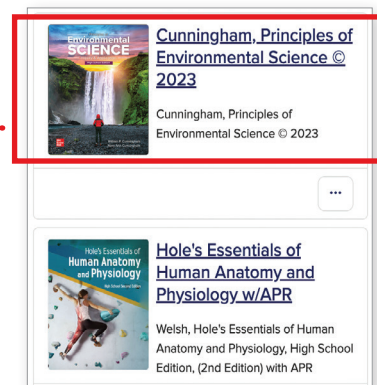 Environmental
SCIENCE
Cunningham, Principles of
Environmental Science ©
2023
Cunningham, Principles of
Environmental Science © 2023
...
Hole's Essentials of
Human Anatomy
and Physiology
Hole's Essentials of
Human Anatomy and
Physiology w/APR
Welsh, Hole's Essentials of Human
Anatomy and Physiology, High School
Edition, (2nd Edition) with APR